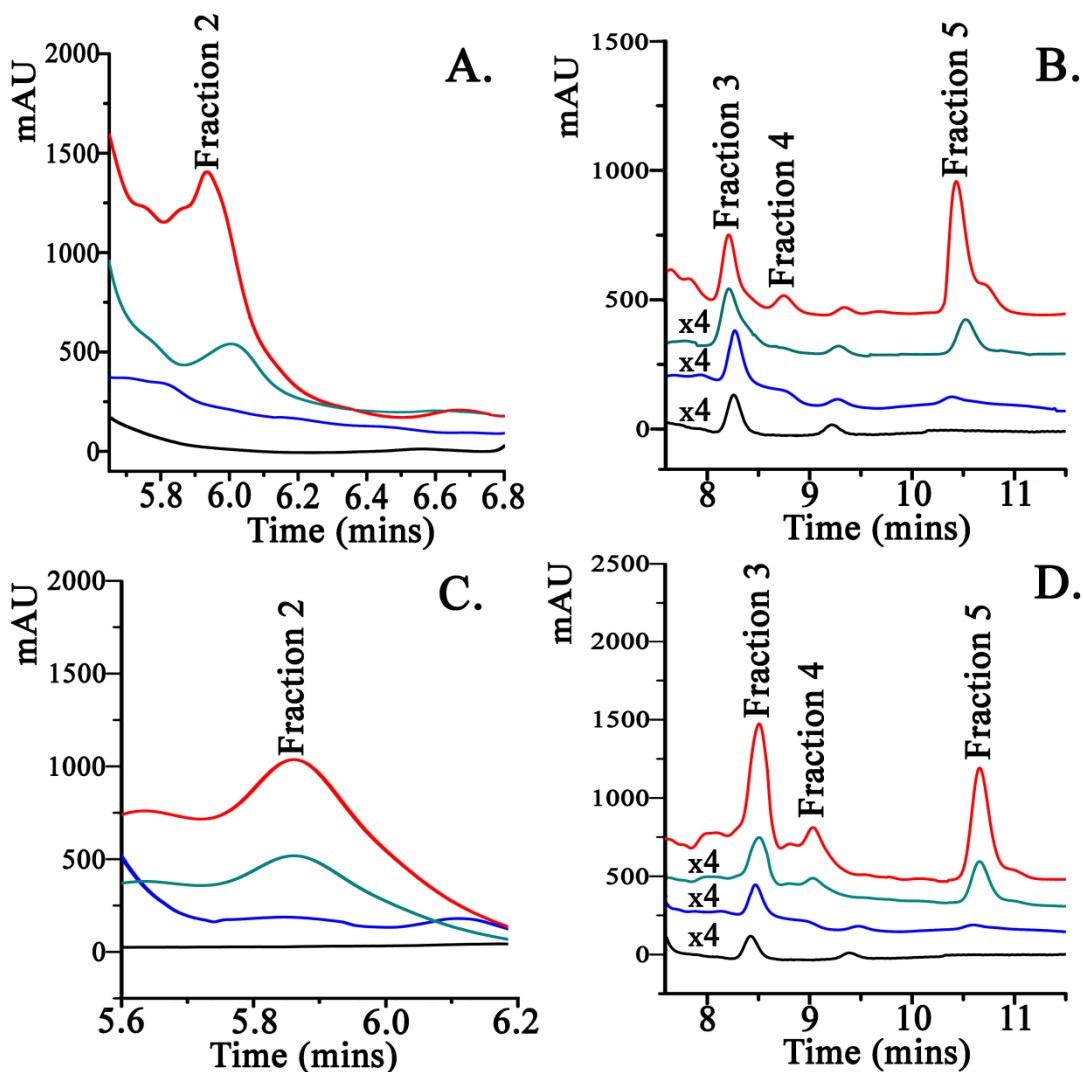 A.
mAU
2000
1500
1000
500
0
Fraction 2
5.8 6.0 6.2 6.4 6.6 6.8
Time (mins)
B.
mAU
1500
1000
500
0
Fraction 3
Fraction 4
Fraction 5
x4
x4
x4
8 9 10 11
Time (mins)
C.
mAU
2000
1500
1000
500
0
Fraction 2
5.6 5.8 6.0 6.2
Time (mins)
D.
mAU
2500
2000
1500
1000
500
0
Fraction 3
Fraction 4
Fraction 5
x4
x4
x4
8 9 10 11
Time (mins)